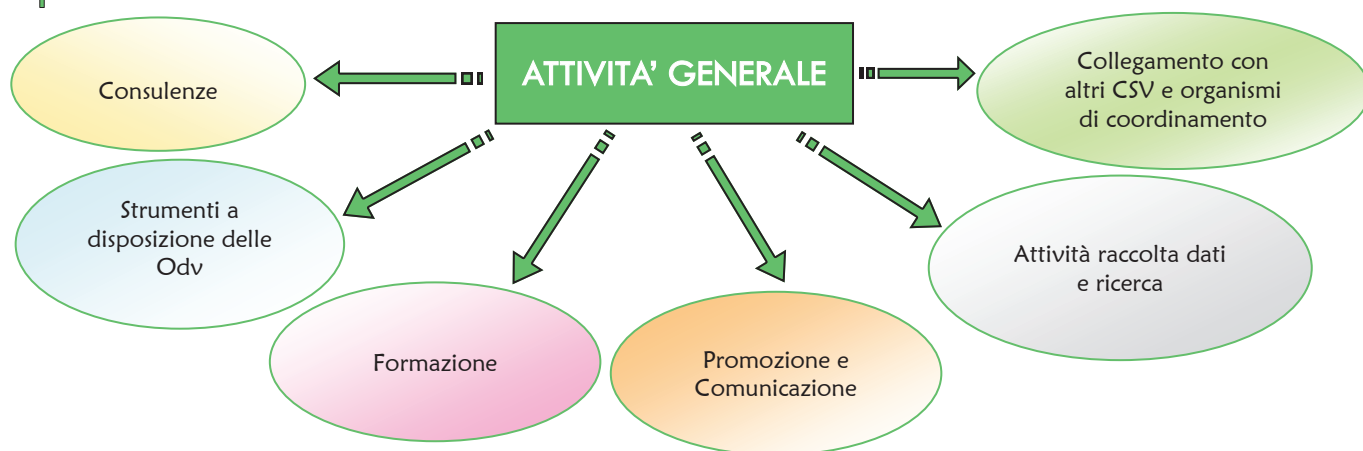 ATTIVITA' GENERALE
Consulenze
Strumenti a
disposizione delle
Odv
Formazione
Promozione e
Comunicazione
Attività raccolta dati
e ricerca
Collegamento con
altri CSV e organismi
di coordinamento